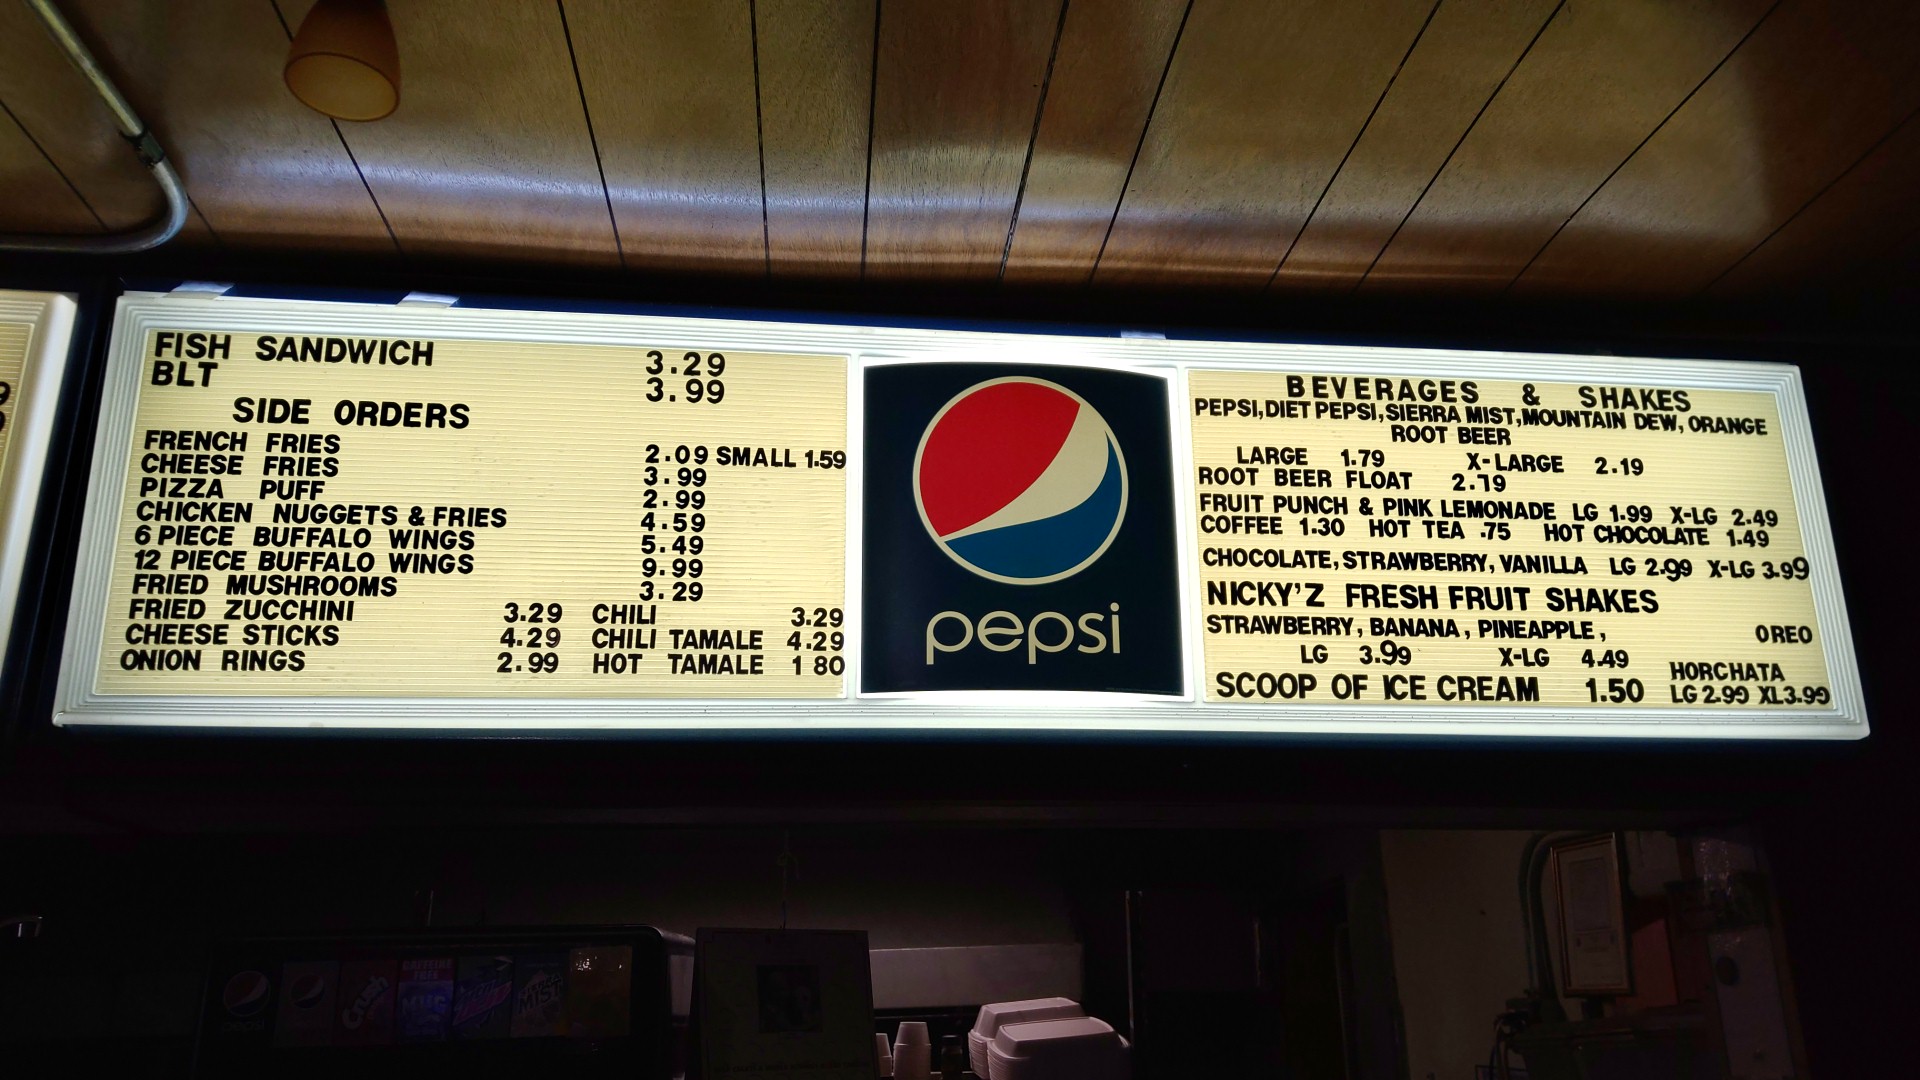 FISH SANDWICH 3.29
BLT 3.99
SIDE ORDERS
FRENCH FRIES 2.09 SMALL 1.59
CHEESE FRIES 3.99
PIZZA PUFF 2.99
CHICKEN NUGGETS & FRIES 4.59
6 PIECE BUFFALO WINGS 5.49
12 PIECE BUFFALO WINGS 9.99
FRIED MUSHROOMS 3.29
FRIED ZUCCHINI 3.29 CHILI 3.29
CHEESE STICKS 4.29 CHILI TAMALE 4.29
ONION RINGS 2.99 HOT TAMALE 1 80
pepsi
BEVERAGES & SHAKES
PEPSI, DIET PEPSI, SIERRA MIST, MOUNTAIN DEW, ORANGE
ROOT BEER
LARGE 1.79 X-LARGE 2.19
ROOT BEER FLOAT 2.79
FRUIT PUNCH & PINK LEMONADE LG 1.99 X-LG 2.49
COFFEE 1.30 HOT TEA .75 HOT CHOCOLATE 1.49
CHOCOLATE, STRAWBERRY, VANILLA LG 2.99 X-LG 3.99
NICKY'Z FRESH FRUIT SHAKES
STRAWBERRY, BANANA, PINEAPPLE, OREO
LG 3.99 X-LG 4.49
HORCHATA
SCOOP OF ICE CREAM 1.50 LG 2.99 XL 3.99
pepsi
Crush
CAFFEINE FREE
MUG
MIST